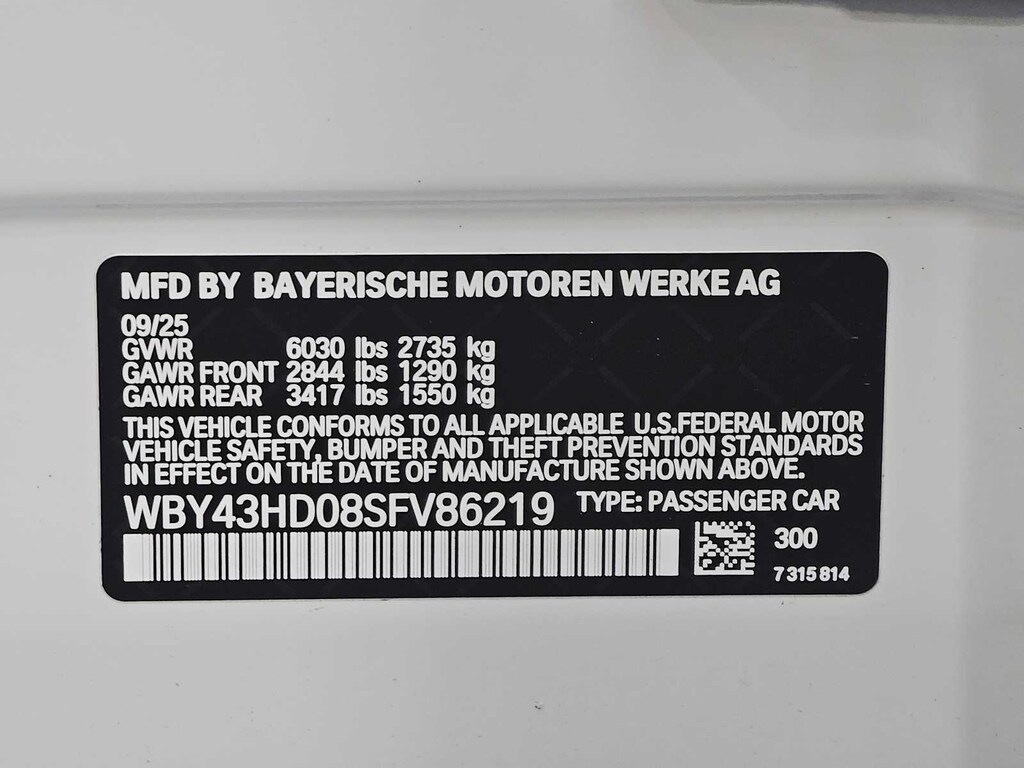 MFD BY BAYERISCHE MOTOREN WERKE AG
09/25
GVWR 6030 lbs 2735 kg
GAWR FRONT 2844 lbs 1290 kg
GAWR REAR 3417 lbs 1550 kg
THIS VEHICLE CONFORMS TO ALL APPLICABLE U.S.FEDERAL MOTOR
VEHICLE SAFETY, BUMPER AND THEFT PREVENTION STANDARDS
IN EFFECT ON THE DATE OF MANUFACTURE SHOWN ABOVE.
WBY43HD08SFV86219 TYPE: PASSENGER CAR
300
7 315 814